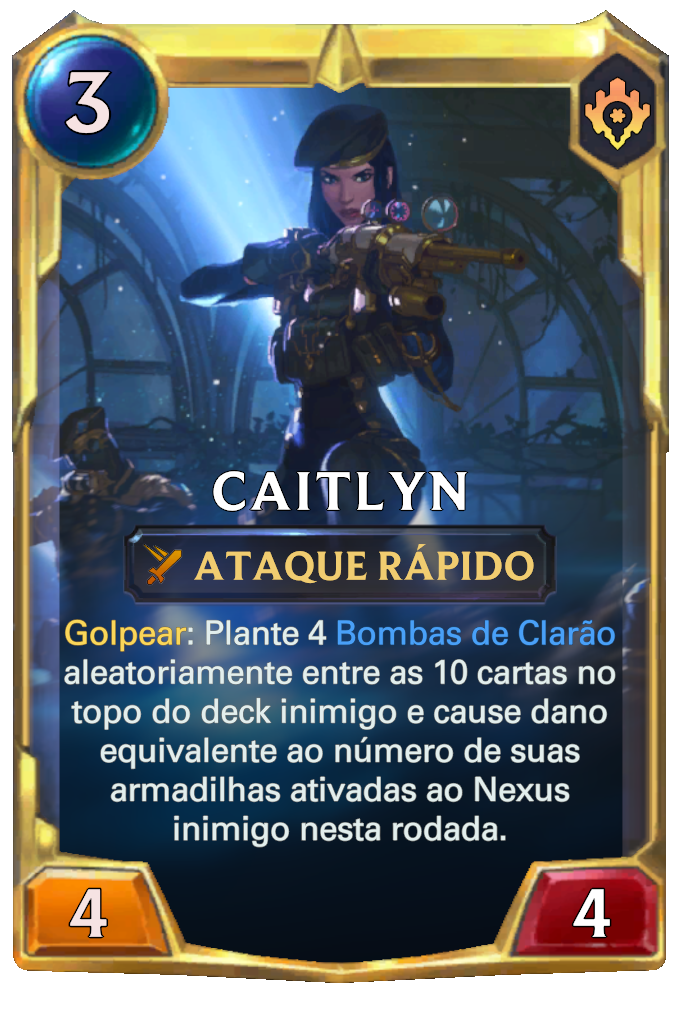 3
CAITLYN
ATAQUE RÁPIDO
Golpear: Plante 4 Bombas de Clarão
aleatoriamente entre as 10 cartas no
topo do deck inimigo e cause dano
equivalente ao número de suas
armadilhas ativadas ao Nexus
inimigo nesta rodada.
4 4